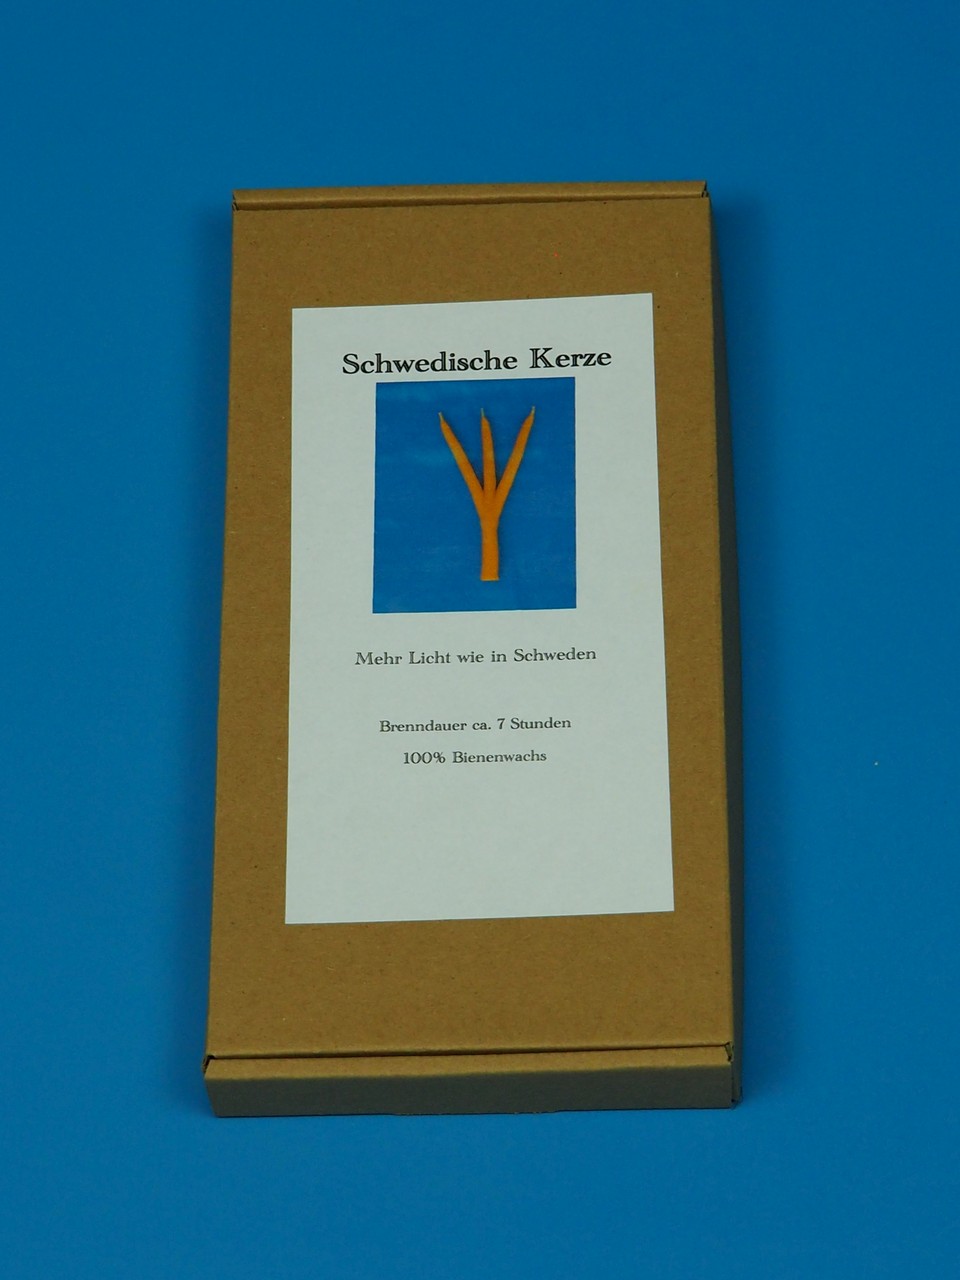 Schwedische Kerze
Mehr Licht wie in Schweden
Brenndauer ca. 7 Stunden
100% Bienenwachs